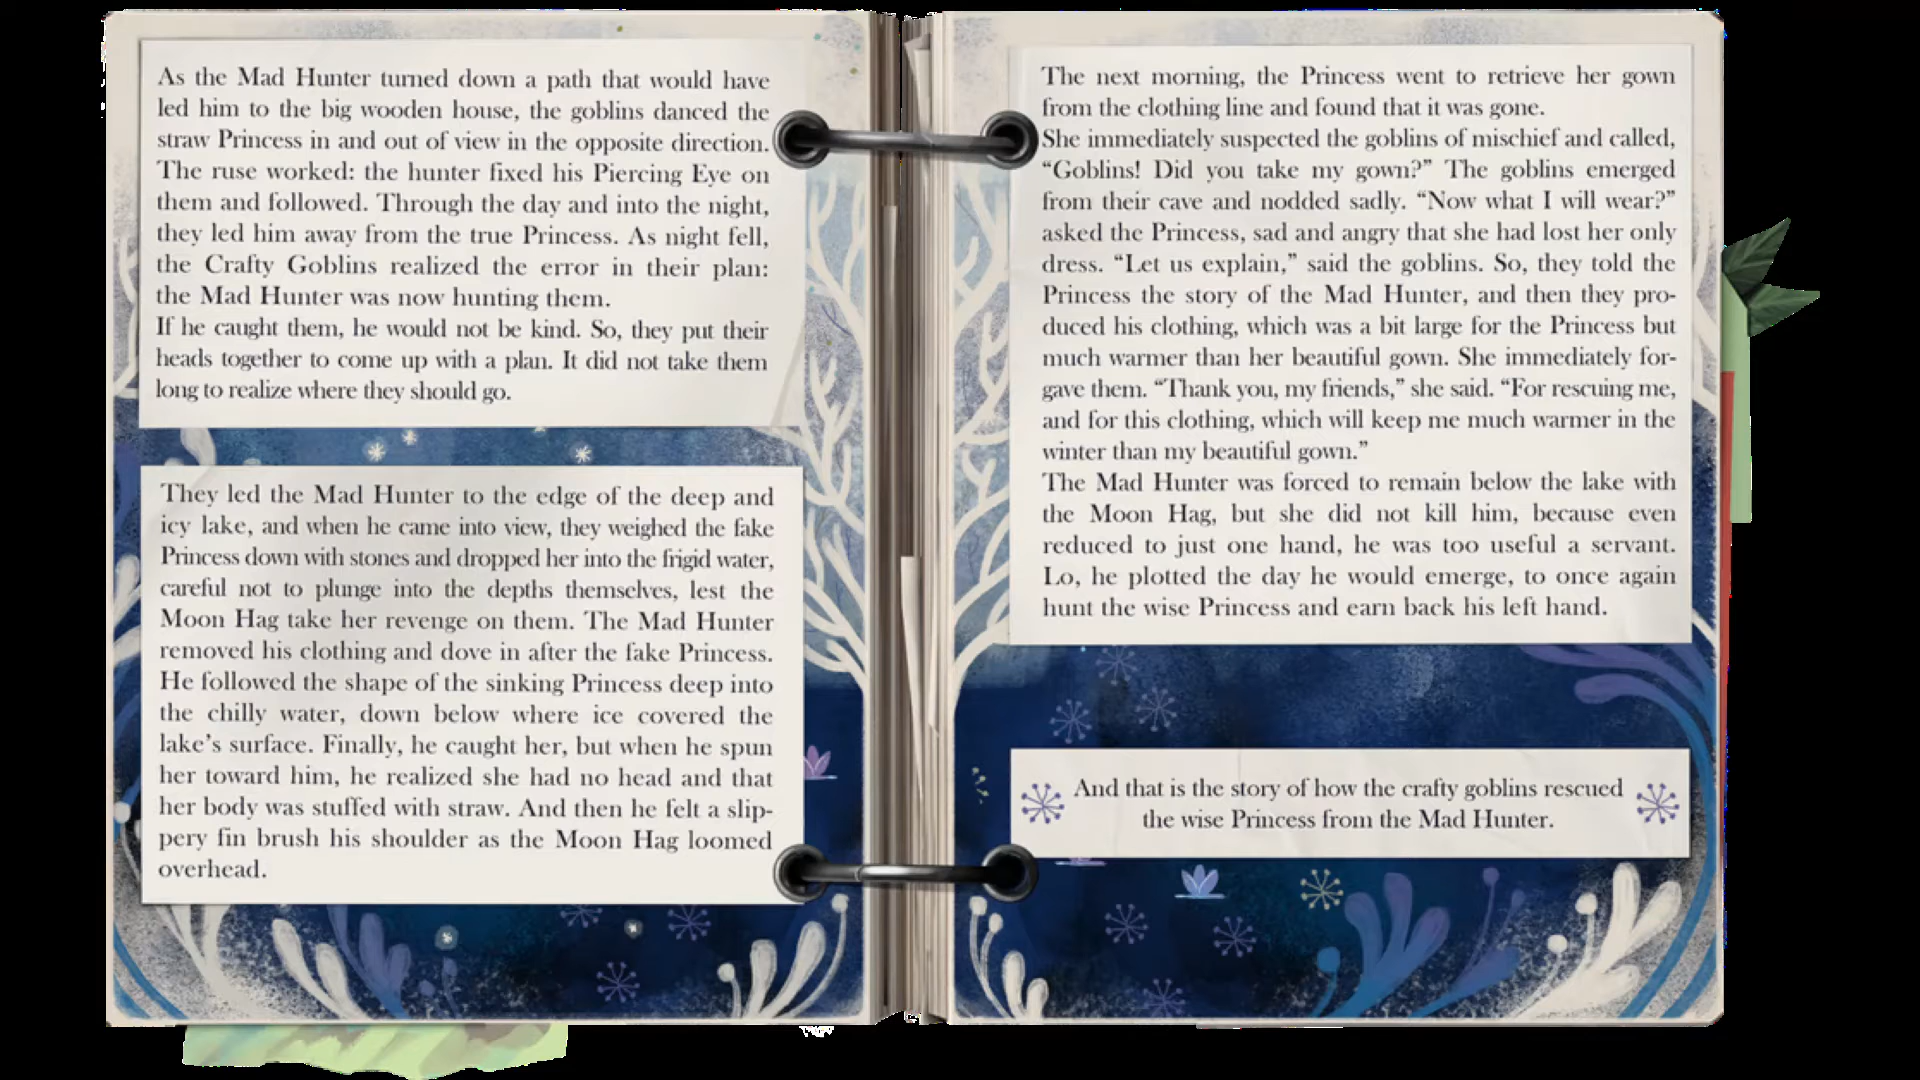 As the Mad Hunter turned down a path that would have
led him to the big wooden house, the goblins danced the
straw Princess in and out of view in the opposite direction.
The ruse worked: the hunter fixed his Piercing Eye on
them and followed. Through the day and into the night,
they led him away from the true Princess. As night fell,
the Crafty Goblins realized the error in their plan:
the Mad Hunter was now hunting them.
If he caught them, he would not be kind. So, they put their
heads together to come up with a plan. It did not take them
long to realize where they should go.
They led the Mad Hunter to the edge of the deep and
icy lake, and when he came into view, they weighed the fake
Princess down with stones and dropped her into the frigid water,
careful not to plunge into the depths themselves, lest the
Moon Hag take her revenge on them. The Mad Hunter
removed his clothing and dove in after the fake Princess.
He followed the shape of the sinking Princess deep into
the chilly water, down below where ice covered the
lake's surface. Finally, he caught her, but when he spun
her toward him, he realized she had no head and that
her body was stuffed with straw. And then he felt a slip-
pery fin brush his shoulder as the Moon Hag loomed
overhead.
The next morning, the Princess went to retrieve her gown
from the clothing line and found that it was gone.
She immediately suspected the goblins of mischief and called,
“Goblins! Did you take my gown?” The goblins emerged
from their cave and nodded sadly. “Now what I will wear?”
asked the Princess, sad and angry that she had lost her only
dress. “Let us explain,” said the goblins. So, they told the
Princess the story of the Mad Hunter, and then they pro-
duced his clothing, which was a bit large for the Princess but
much warmer than her beautiful gown. She immediately for-
gave them. “Thank you, my friends,” she said. “For rescuing me,
and for this clothing, which will keep me much warmer in the
winter than my beautiful gown.”
The Mad Hunter was forced to remain below the lake with
the Moon Hag, but she did not kill him, because even
reduced to just one hand, he was too useful a servant.
Lo, he plotted the day he would emerge, to once again
hunt the wise Princess and earn back his left hand.
And that is the story of how the crafty goblins rescued
the wise Princess from the Mad Hunter.